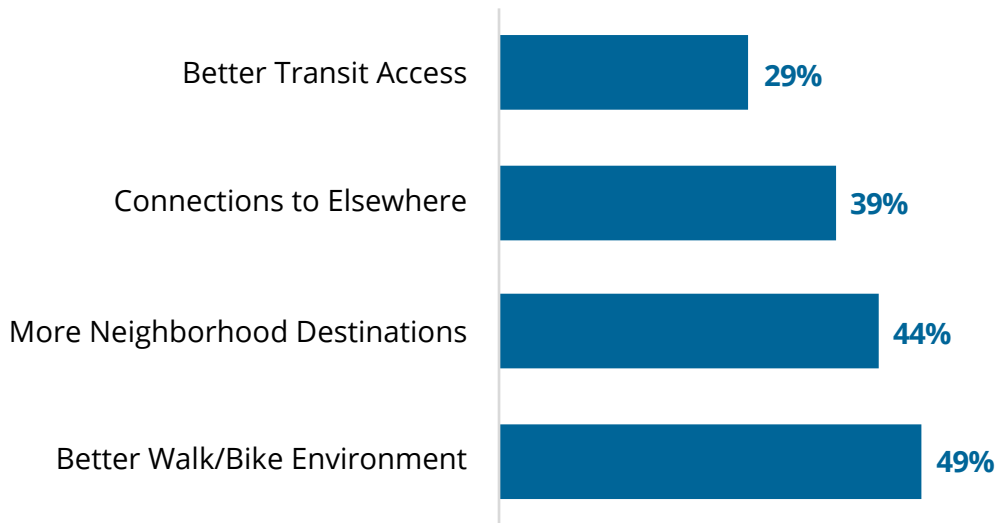 Better Transit Access 29%
Connections to Elsewhere 39%
More Neighborhood Destinations 44%
Better Walk/Bike Environment 49%